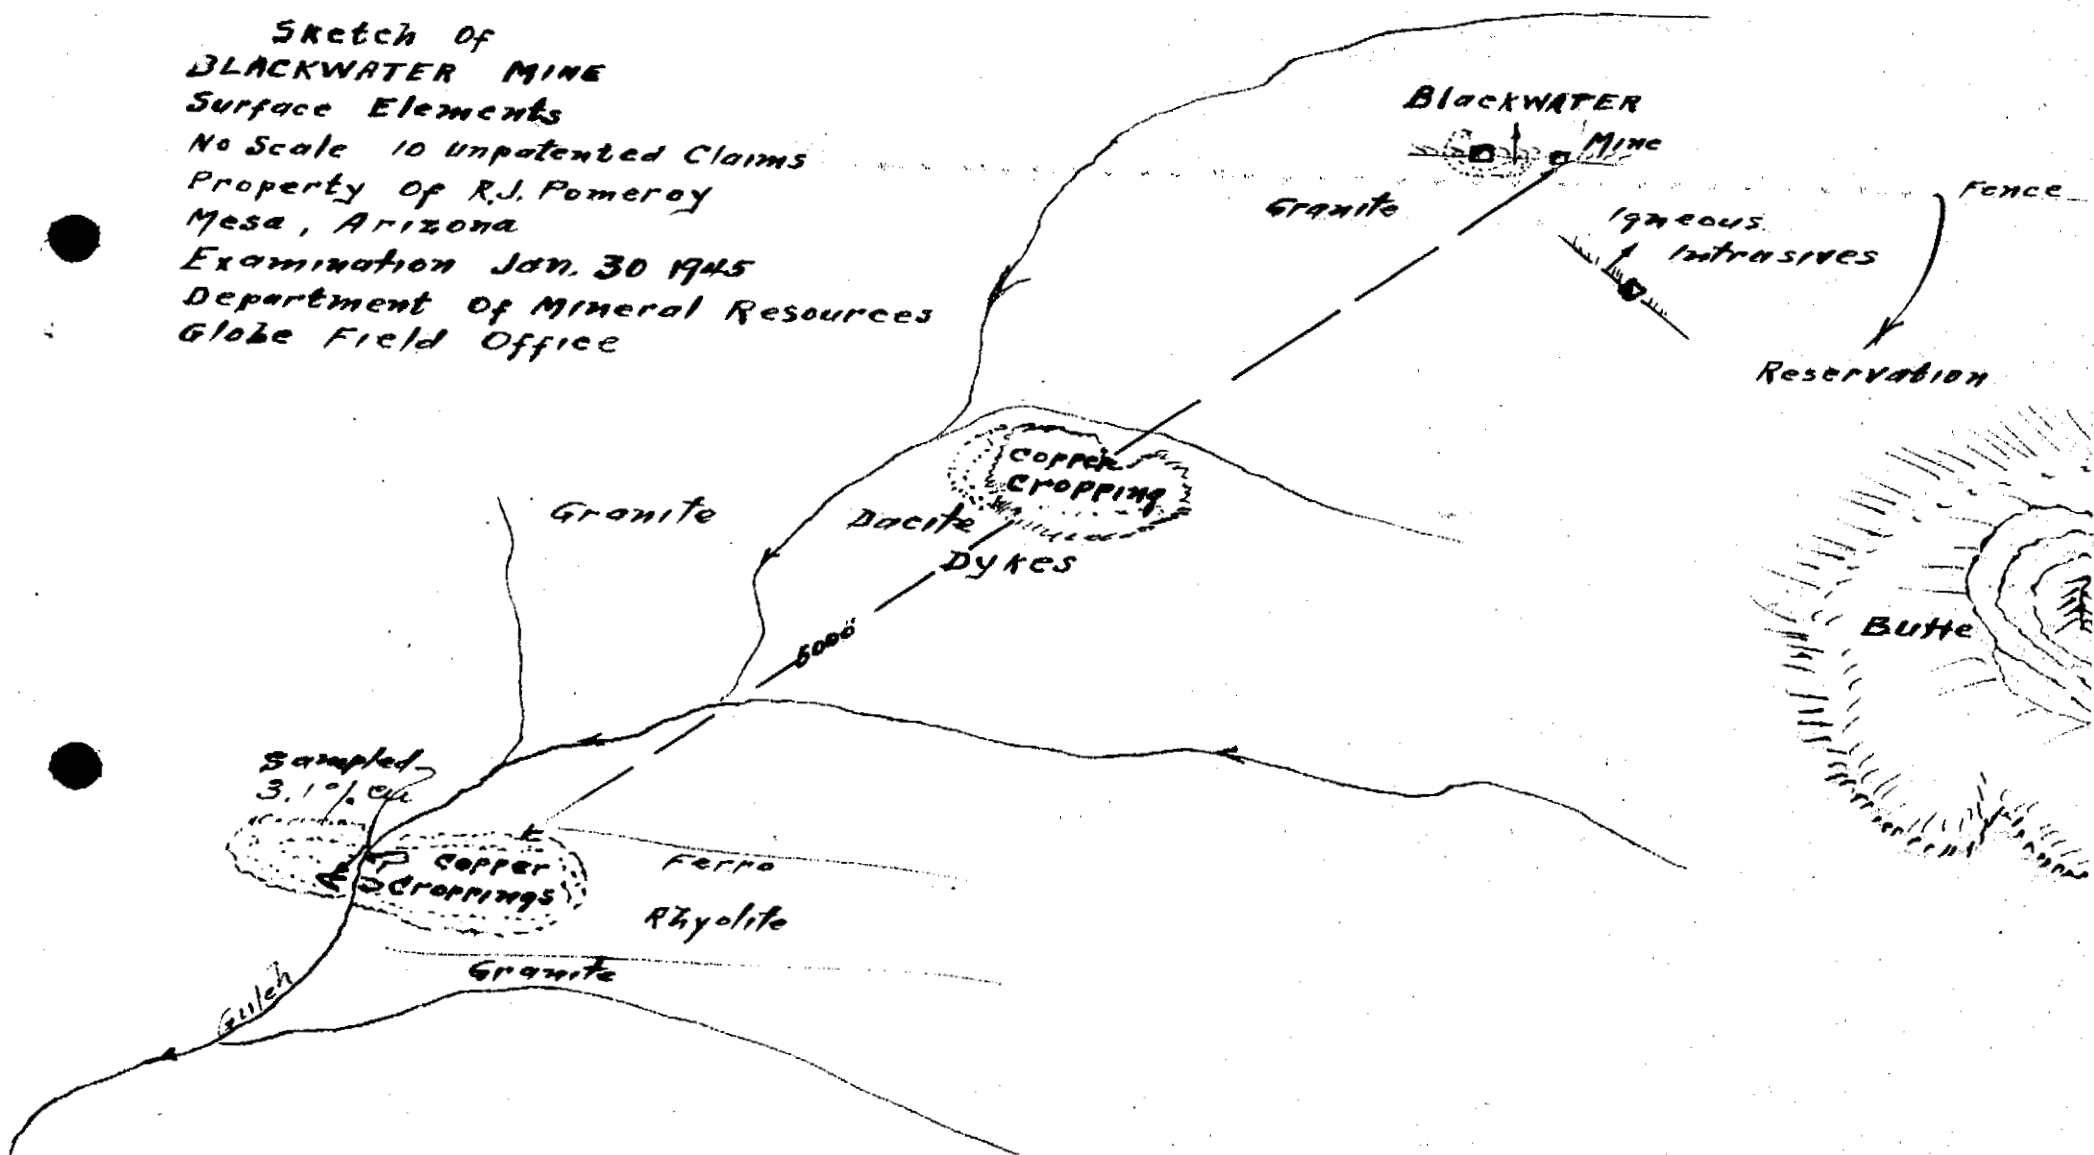 Sketch Of
BLACKWATER MINE
Surface Elements
No Scale 10 Unpatented Claims
Property Of R.J. Pomeroy
Mesa, Arizona
Examination Jan. 30 1945
Department Of Mineral Resources
Globe Field Office
BlackWATER
Mine
Fence
Granite
Igneous
Intrasives
Reservation
Copper
Cropping
Granite
Dacite
Dykes
Butte
5000'
Sampled
3.1% Cu
Copper
Croppings
Ferro
Rhyolite
Granite
Gulch